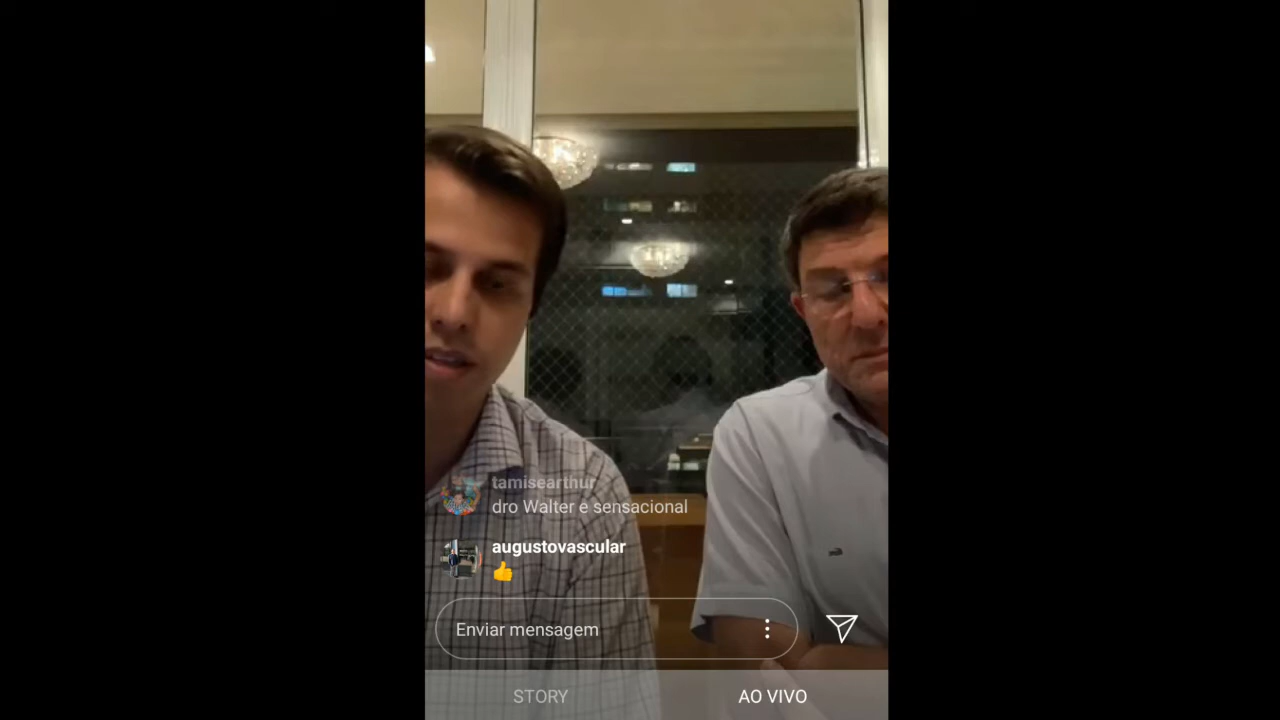 tamisearthur
dro Walter e sensacional
augustovascular
Enviar mensagem
STORY
AO VIVO